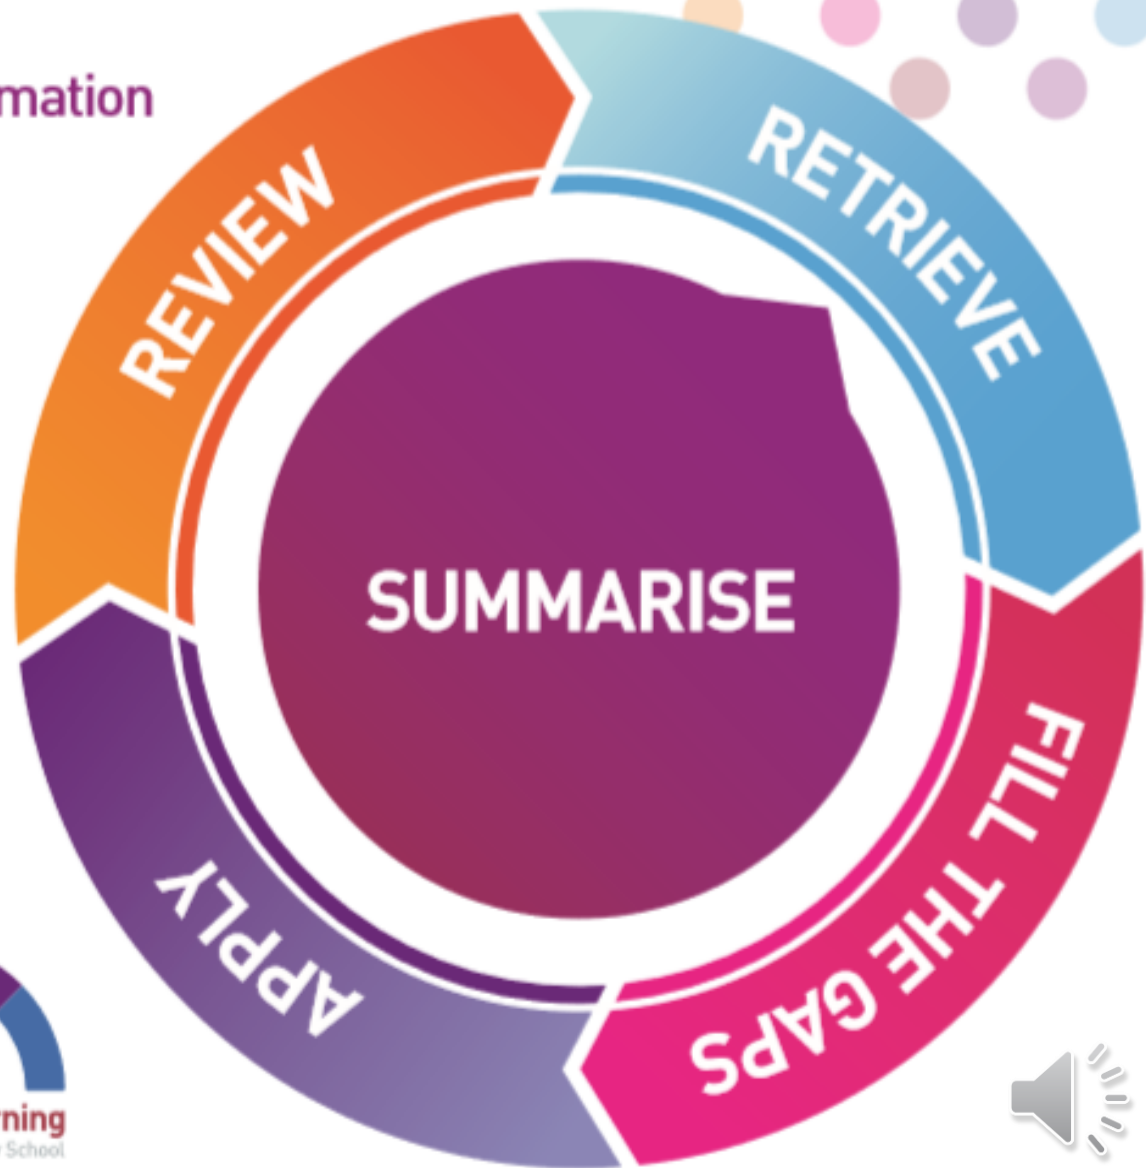 mation
RETRIEVE
REVIEW
SUMMARISE
FILL THE GAPS
APPLY
rning
School